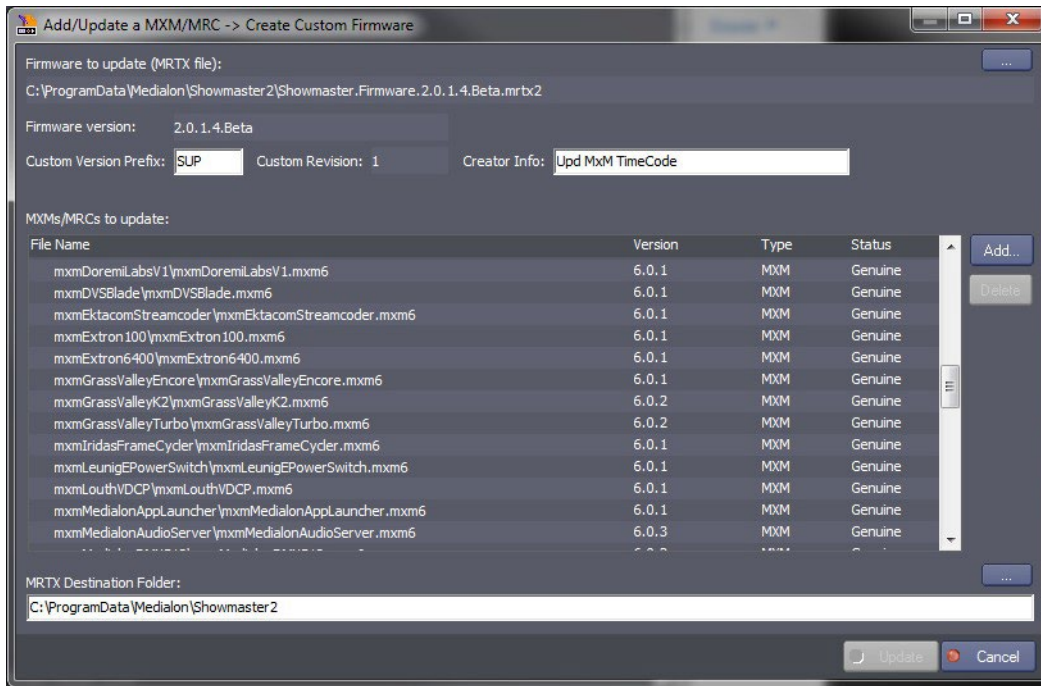 Add/Update a MXM/MRC -> Create Custom Firmware
Firmware to update (MRTX file):
...
C:\ProgramData\Medialon\Showmaster2\Showmaster.Firmware.2.0.1.4.Beta.mrtx2
Firmware version: 2.0.1.4.Beta
Custom Version Prefix: SUP Custom Revision: 1 Creator Info: Upd MxM TimeCode
MXMs/MRCs to update:
File Name Version Type Status
Add...
mxmDoremiLabsV1\mxmDoremiLabsV1.mxm6 6.0.1 MXM Genuine
mxmDVSBlade\mxmDVSBlade.mxm6 6.0.1 MXM Genuine
Delete
mxmEktacomStreamcoder\mxmEktacomStreamcoder.mxm6 6.0.1 MXM Genuine
mxmExtron100\mxmExtron100.mxm6 6.0.1 MXM Genuine
mxmExtron6400\mxmExtron6400.mxm6 6.0.1 MXM Genuine
mxmGrassValleyEncore\mxmGrassValleyEncore.mxm6 6.0.1 MXM Genuine
mxmGrassValleyK2\mxmGrassValleyK2.mxm6 6.0.2 MXM Genuine
mxmGrassValleyTurbo\mxmGrassValleyTurbo.mxm6 6.0.2 MXM Genuine
mxmIridasFrameCycler\mxmIridasFrameCycler.mxm6 6.0.1 MXM Genuine
mxmLeunigEPowerSwitch\mxmLeunigEPowerSwitch.mxm6 6.0.1 MXM Genuine
mxmLouthVDCP\mxmLouthVDCP.mxm6 6.0.1 MXM Genuine
mxmMedialonAppLauncher\mxmMedialonAppLauncher.mxm6 6.0.1 MXM Genuine
mxmMedialonAudioServer\mxmMedialonAudioServer.mxm6 6.0.3 MXM Genuine
MRTX Destination Folder:
...
C:\ProgramData\Medialon\Showmaster2
Update Cancel